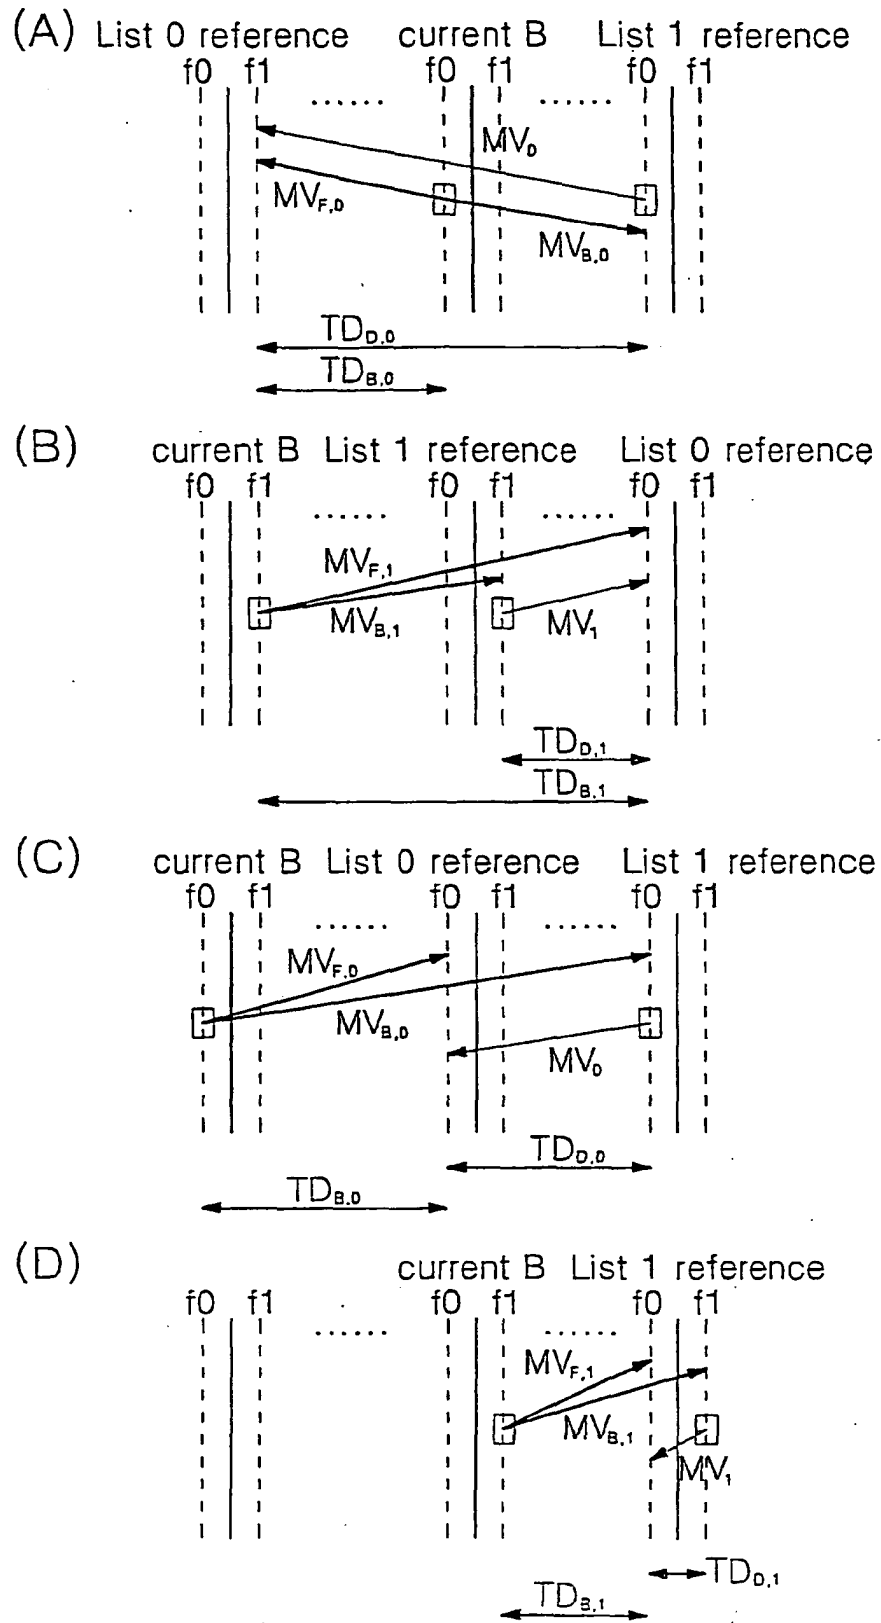 (A) List 0 reference current B List 1 reference
f0 f1 f0 f1 f0 f1
...... ......
MV0
MVF,0
MVB,0
TDD,0
TDB,0
(B) current B List 1 reference List 0 reference
f0 f1 f0 f1 f0 f1
...... ......
MVF,1
MVB,1 MV1
TDD,1
TDB,1
(C) current B List 0 reference List 1 reference
f0 f1 f0 f1 f0 f1
...... ......
MVF,0
MVB,0
MV0
TDD,0
TDB,0
(D) current B List 1 reference
f0 f1 f0 f1 f0 f1
...... ......
MVF,1
MVB,1
MV1
TDD,1
TDB,1